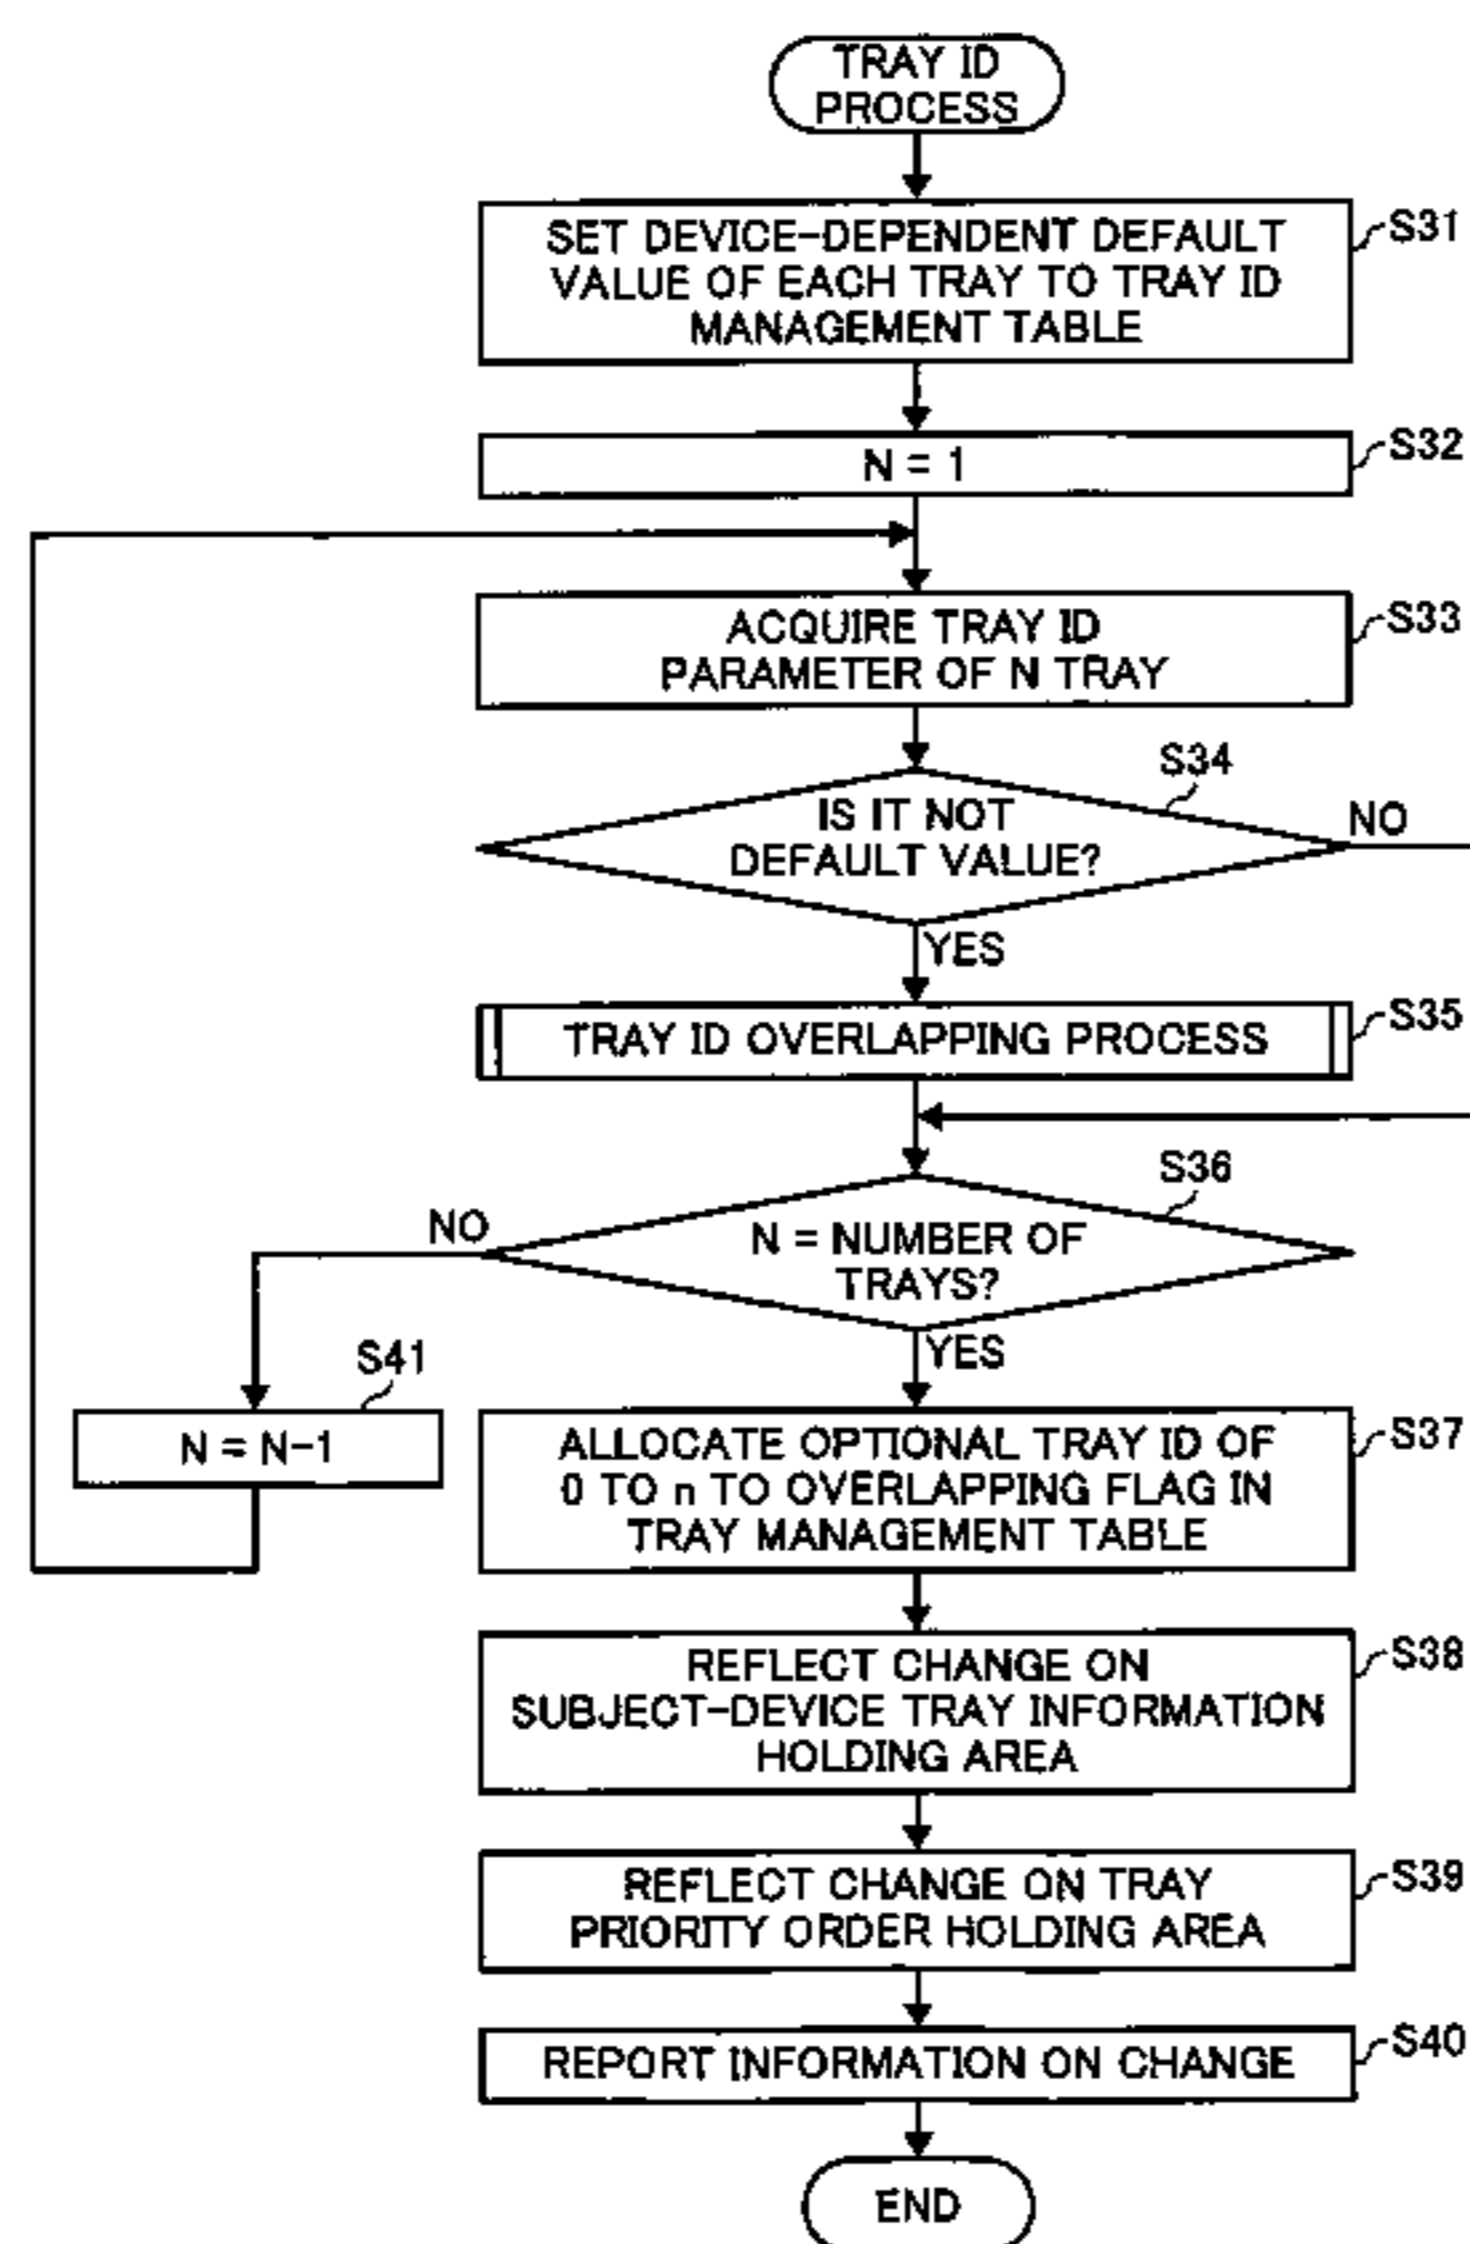 TRAY ID
PROCESS
SET DEVICE-DEPENDENT DEFAULT
VALUE OF EACH TRAY TO TRAY ID
MANAGEMENT TABLE
S31
N = 1
S32
ACQUIRE TRAY ID
PARAMETER OF N TRAY
S33
S34
IS IT NOT
DEFAULT VALUE?
NO
YES
TRAY ID OVERLAPPING PROCESS
S35
S36
NO
N = NUMBER OF
TRAYS?
YES
S41
N = N-1
ALLOCATE OPTIONAL TRAY ID OF
0 TO n TO OVERLAPPING FLAG IN
TRAY MANAGEMENT TABLE
S37
REFLECT CHANGE ON
SUBJECT-DEVICE TRAY INFORMATION
HOLDING AREA
S38
REFLECT CHANGE ON TRAY
PRIORITY ORDER HOLDING AREA
S39
REPORT INFORMATION ON CHANGE
S40
END